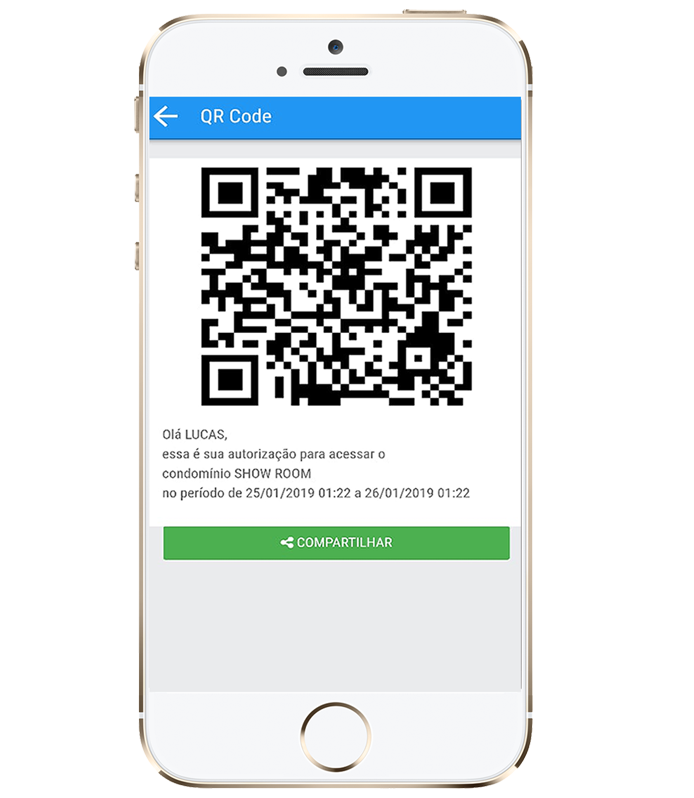 QR Code
Olá LUCAS,
essa é sua autorização para acessar o
condomínio SHOW ROOM
no período de 25/01/2019 01:22 a 26/01/2019 01:22
COMPARTILHAR